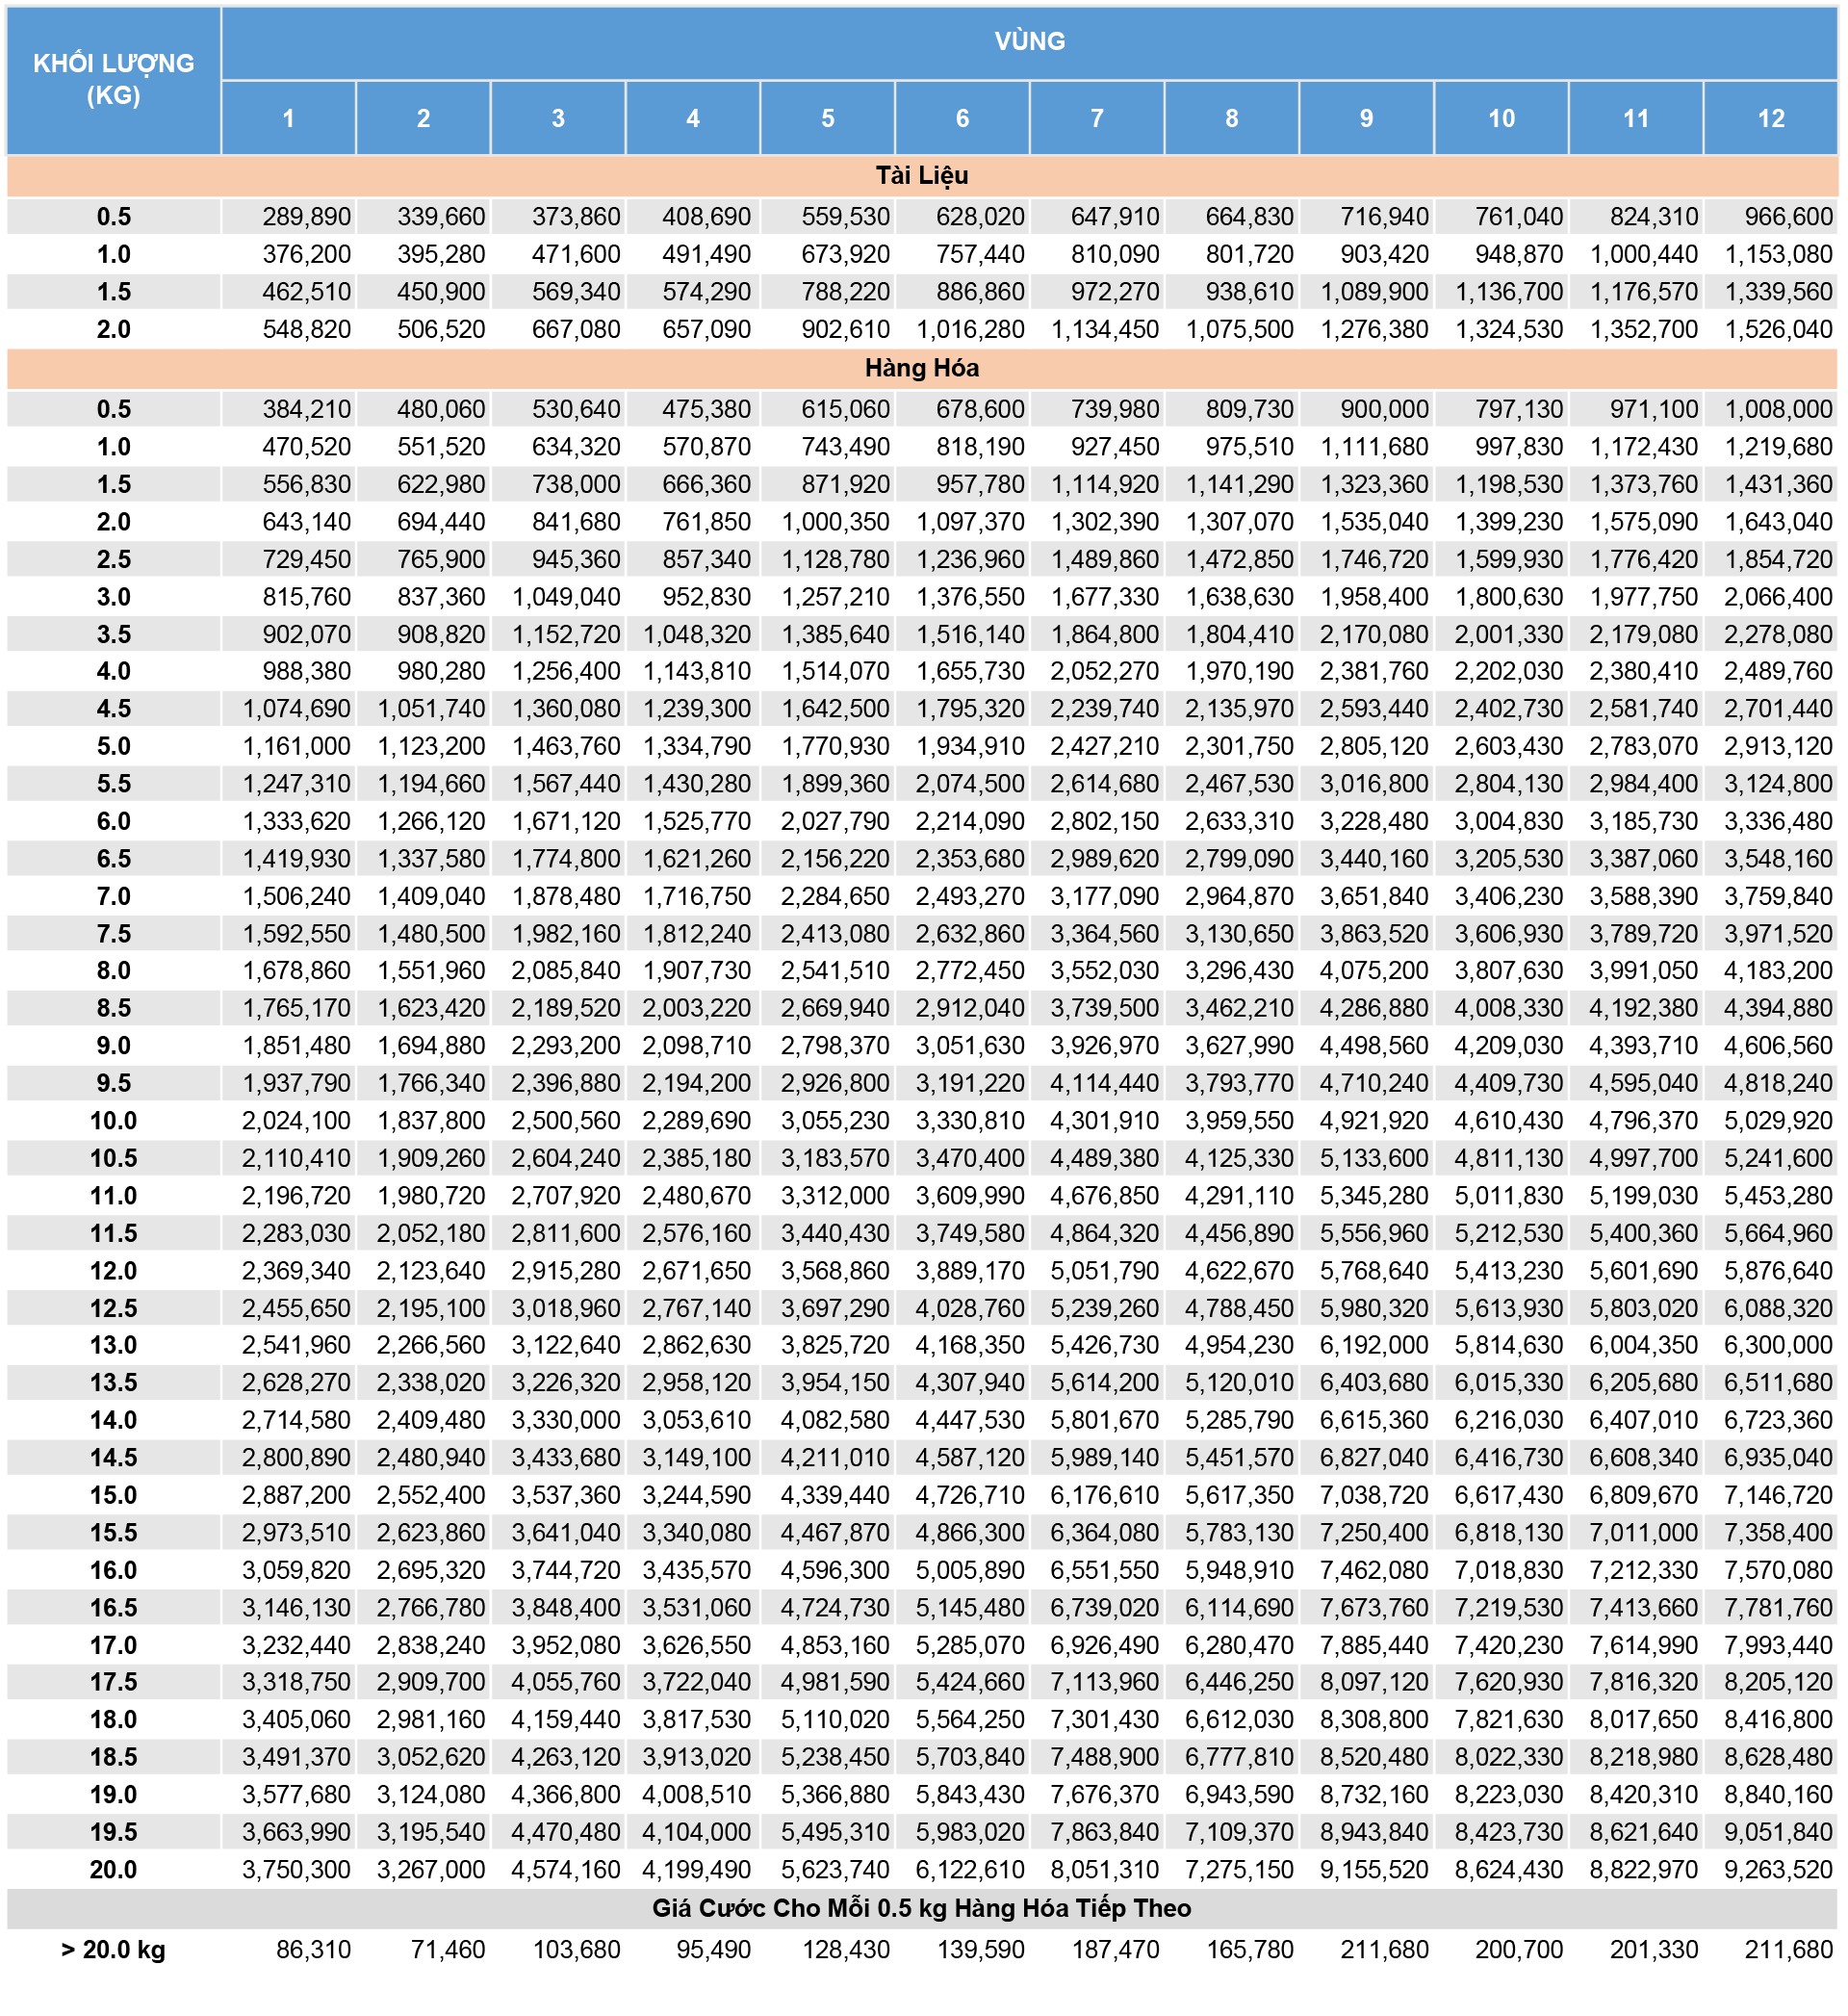 KHỐI LƯỢNG
(KG)
VÙNG
1 2 3 4 5 6 7 8 9 10 11 12
Tài Liệu
0.5 289,890 339,660 373,860 408,690 559,530 628,020 647,910 664,830 716,940 761,040 824,310 966,600
1.0 376,200 395,280 471,600 491,490 673,920 757,440 810,090 801,720 903,420 948,870 1,000,440 1,153,080
1.5 462,510 450,900 569,340 574,290 788,220 886,860 972,270 938,610 1,089,900 1,136,700 1,176,570 1,339,560
2.0 548,820 506,520 667,080 657,090 902,610 1,016,280 1,134,450 1,075,500 1,276,380 1,324,530 1,352,700 1,526,040
Hàng Hóa
0.5 384,210 480,060 530,640 475,380 615,060 678,600 739,980 809,730 900,000 797,130 971,100 1,008,000
1.0 470,520 551,520 634,320 570,870 743,490 818,190 927,450 975,510 1,111,680 997,830 1,172,430 1,219,680
1.5 556,830 622,980 738,000 666,360 871,920 957,780 1,114,920 1,141,290 1,323,360 1,198,530 1,373,760 1,431,360
2.0 643,140 694,440 841,680 761,850 1,000,350 1,097,370 1,302,390 1,307,070 1,535,040 1,399,230 1,575,090 1,643,040
2.5 729,450 765,900 945,360 857,340 1,128,780 1,236,960 1,489,860 1,472,850 1,746,720 1,599,930 1,776,420 1,854,720
3.0 815,760 837,360 1,049,040 952,830 1,257,210 1,376,550 1,677,330 1,638,630 1,958,400 1,800,630 1,977,750 2,066,400
3.5 902,070 908,820 1,152,720 1,048,320 1,385,640 1,516,140 1,864,800 1,804,410 2,170,080 2,001,330 2,179,080 2,278,080
4.0 988,380 980,280 1,256,400 1,143,810 1,514,070 1,655,730 2,052,270 1,970,190 2,381,760 2,202,030 2,380,410 2,489,760
4.5 1,074,690 1,051,740 1,360,080 1,239,300 1,642,500 1,795,320 2,239,740 2,135,970 2,593,440 2,402,730 2,581,740 2,701,440
5.0 1,161,000 1,123,200 1,463,760 1,334,790 1,770,930 1,934,910 2,427,210 2,301,750 2,805,120 2,603,430 2,783,070 2,913,120
5.5 1,247,310 1,194,660 1,567,440 1,430,280 1,899,360 2,074,500 2,614,680 2,467,530 3,016,800 2,804,130 2,984,400 3,124,800
6.0 1,333,620 1,266,120 1,671,120 1,525,770 2,027,790 2,214,090 2,802,150 2,633,310 3,228,480 3,004,830 3,185,730 3,336,480
6.5 1,419,930 1,337,580 1,774,800 1,621,260 2,156,220 2,353,680 2,989,620 2,799,090 3,440,160 3,205,530 3,387,060 3,548,160
7.0 1,506,240 1,409,040 1,878,480 1,716,750 2,284,650 2,493,270 3,177,090 2,964,870 3,651,840 3,406,230 3,588,390 3,759,840
7.5 1,592,550 1,480,500 1,982,160 1,812,240 2,413,080 2,632,860 3,364,560 3,130,650 3,863,520 3,606,930 3,789,720 3,971,520
8.0 1,678,860 1,551,960 2,085,840 1,907,730 2,541,510 2,772,450 3,552,030 3,296,430 4,075,200 3,807,630 3,991,050 4,183,200
8.5 1,765,170 1,623,420 2,189,520 2,003,220 2,669,940 2,912,040 3,739,500 3,462,210 4,286,880 4,008,330 4,192,380 4,394,880
9.0 1,851,480 1,694,880 2,293,200 2,098,710 2,798,370 3,051,630 3,926,970 3,627,990 4,498,560 4,209,030 4,393,710 4,606,560
9.5 1,937,790 1,766,340 2,396,880 2,194,200 2,926,800 3,191,220 4,114,440 3,793,770 4,710,240 4,409,730 4,595,040 4,818,240
10.0 2,024,100 1,837,800 2,500,560 2,289,690 3,055,230 3,330,810 4,301,910 3,959,550 4,921,920 4,610,430 4,796,370 5,029,920
10.5 2,110,410 1,909,260 2,604,240 2,385,180 3,183,570 3,470,400 4,489,380 4,125,330 5,133,600 4,811,130 4,997,700 5,241,600
11.0 2,196,720 1,980,720 2,707,920 2,480,670 3,312,000 3,609,990 4,676,850 4,291,110 5,345,280 5,011,830 5,199,030 5,453,280
11.5 2,283,030 2,052,180 2,811,600 2,576,160 3,440,430 3,749,580 4,864,320 4,456,890 5,556,960 5,212,530 5,400,360 5,664,960
12.0 2,369,340 2,123,640 2,915,280 2,671,650 3,568,860 3,889,170 5,051,790 4,622,670 5,768,640 5,413,230 5,601,690 5,876,640
12.5 2,455,650 2,195,100 3,018,960 2,767,140 3,697,290 4,028,760 5,239,260 4,788,450 5,980,320 5,613,930 5,803,020 6,088,320
13.0 2,541,960 2,266,560 3,122,640 2,862,630 3,825,720 4,168,350 5,426,730 4,954,230 6,192,000 5,814,630 6,004,350 6,300,000
13.5 2,628,270 2,338,020 3,226,320 2,958,120 3,954,150 4,307,940 5,614,200 5,120,010 6,403,680 6,015,330 6,205,680 6,511,680
14.0 2,714,580 2,409,480 3,330,000 3,053,610 4,082,580 4,447,530 5,801,670 5,285,790 6,615,360 6,216,030 6,407,010 6,723,360
14.5 2,800,890 2,480,940 3,433,680 3,149,100 4,211,010 4,587,120 5,989,140 5,451,570 6,827,040 6,416,730 6,608,340 6,935,040
15.0 2,887,200 2,552,400 3,537,360 3,244,590 4,339,440 4,726,710 6,176,610 5,617,350 7,038,720 6,617,430 6,809,670 7,146,720
15.5 2,973,510 2,623,860 3,641,040 3,340,080 4,467,870 4,866,300 6,364,080 5,783,130 7,250,400 6,818,130 7,011,000 7,358,400
16.0 3,059,820 2,695,320 3,744,720 3,435,570 4,596,300 5,005,890 6,551,550 5,948,910 7,462,080 7,018,830 7,212,330 7,570,080
16.5 3,146,130 2,766,780 3,848,400 3,531,060 4,724,730 5,145,480 6,739,020 6,114,690 7,673,760 7,219,530 7,413,660 7,781,760
17.0 3,232,440 2,838,240 3,952,080 3,626,550 4,853,160 5,285,070 6,926,490 6,280,470 7,885,440 7,420,230 7,614,990 7,993,440
17.5 3,318,750 2,909,700 4,055,760 3,722,040 4,981,590 5,424,660 7,113,960 6,446,250 8,097,120 7,620,930 7,816,320 8,205,120
18.0 3,405,060 2,981,160 4,159,440 3,817,530 5,110,020 5,564,250 7,301,430 6,612,030 8,308,800 7,821,630 8,017,650 8,416,800
18.5 3,491,370 3,052,620 4,263,120 3,913,020 5,238,450 5,703,840 7,488,900 6,777,810 8,520,480 8,022,330 8,218,980 8,628,480
19.0 3,577,680 3,124,080 4,366,800 4,008,510 5,366,880 5,843,430 7,676,370 6,943,590 8,732,160 8,223,030 8,420,310 8,840,160
19.5 3,663,990 3,195,540 4,470,480 4,104,000 5,495,310 5,983,020 7,863,840 7,109,370 8,943,840 8,423,730 8,621,640 9,051,840
20.0 3,750,300 3,267,000 4,574,160 4,199,490 5,623,740 6,122,610 8,051,310 7,275,150 9,155,520 8,624,430 8,822,970 9,263,520
Giá Cước Cho Mỗi 0.5 kg Hàng Hóa Tiếp Theo
> 20.0 kg 86,310 71,460 103,680 95,490 128,430 139,590 187,470 165,780 211,680 200,700 201,330 211,680